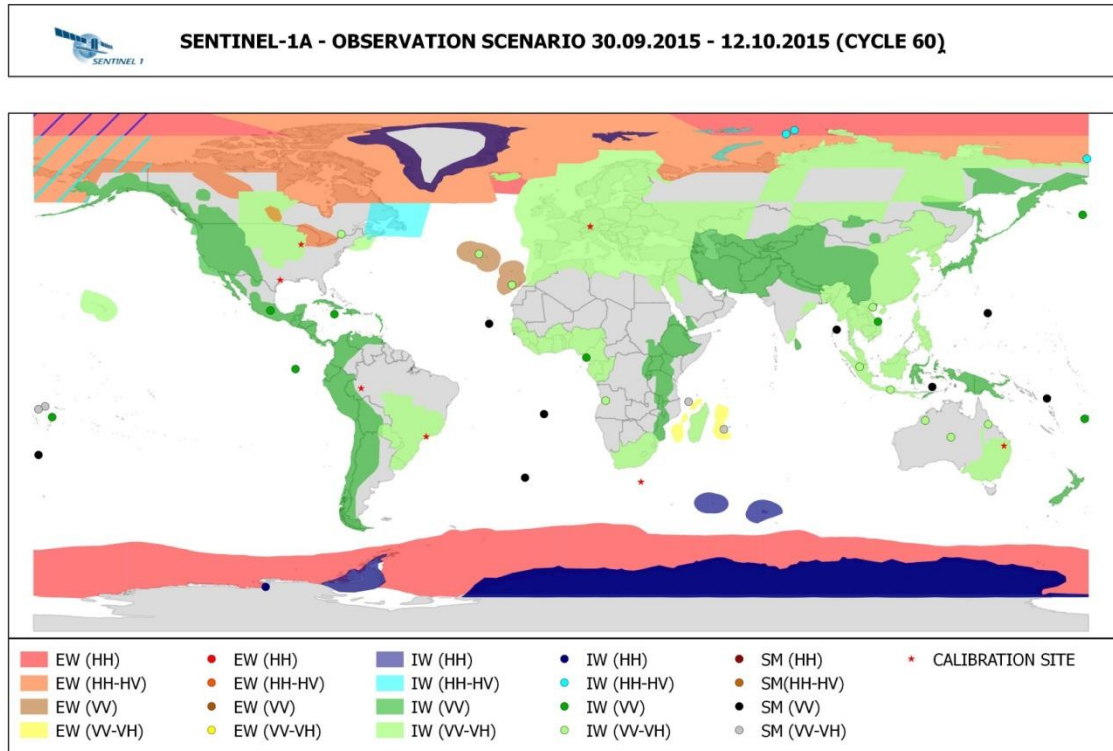 SENTINEL 1
SENTINEL-1A - OBSERVATION SCENARIO 30.09.2015 - 12.10.2015 (CYCLE 60)
EW (HH)
EW (HH-HV)
EW (VV)
EW (VV-VH)
EW (HH)
EW (HH-HV)
EW (VV)
EW (VV-VH)
IW (HH)
IW (HH-HV)
IW (VV)
IW (VV-VH)
IW (HH)
IW (HH-HV)
IW (VV)
IW (VV-VH)
SM (HH)
SM(HH-HV)
SM (VV)
SM (VV-VH)
CALIBRATION SITE